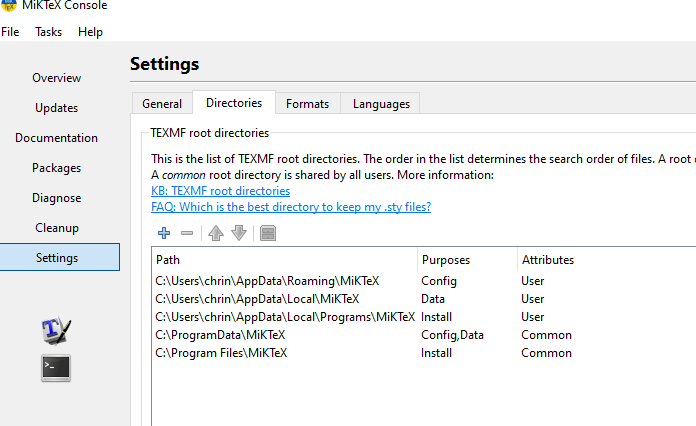 MiKTeX Console
File Tasks Help
Settings
Overview
Updates
Documentation
Packages
Diagnose
Cleanup
Settings
General Directories Formats Languages
TEXMF root directories
This is the list of TEXMF root directories. The order in the list determines the search order of files. A root
A common root directory is shared by all users. More information:
KB: TEXMF root directories
FAQ: Which is the best directory to keep my .sty files?
Path Purposes Attributes
C:\Users\chrin\AppData\Roaming\MiKTeX Config User
C:\Users\chrin\AppData\Local\MiKTeX Data User
C:\Users\chrin\AppData\Local\Programs\MiKTeX Install User
C:\ProgramData\MiKTeX Config,Data Common
C:\Program Files\MiKTeX Install Common